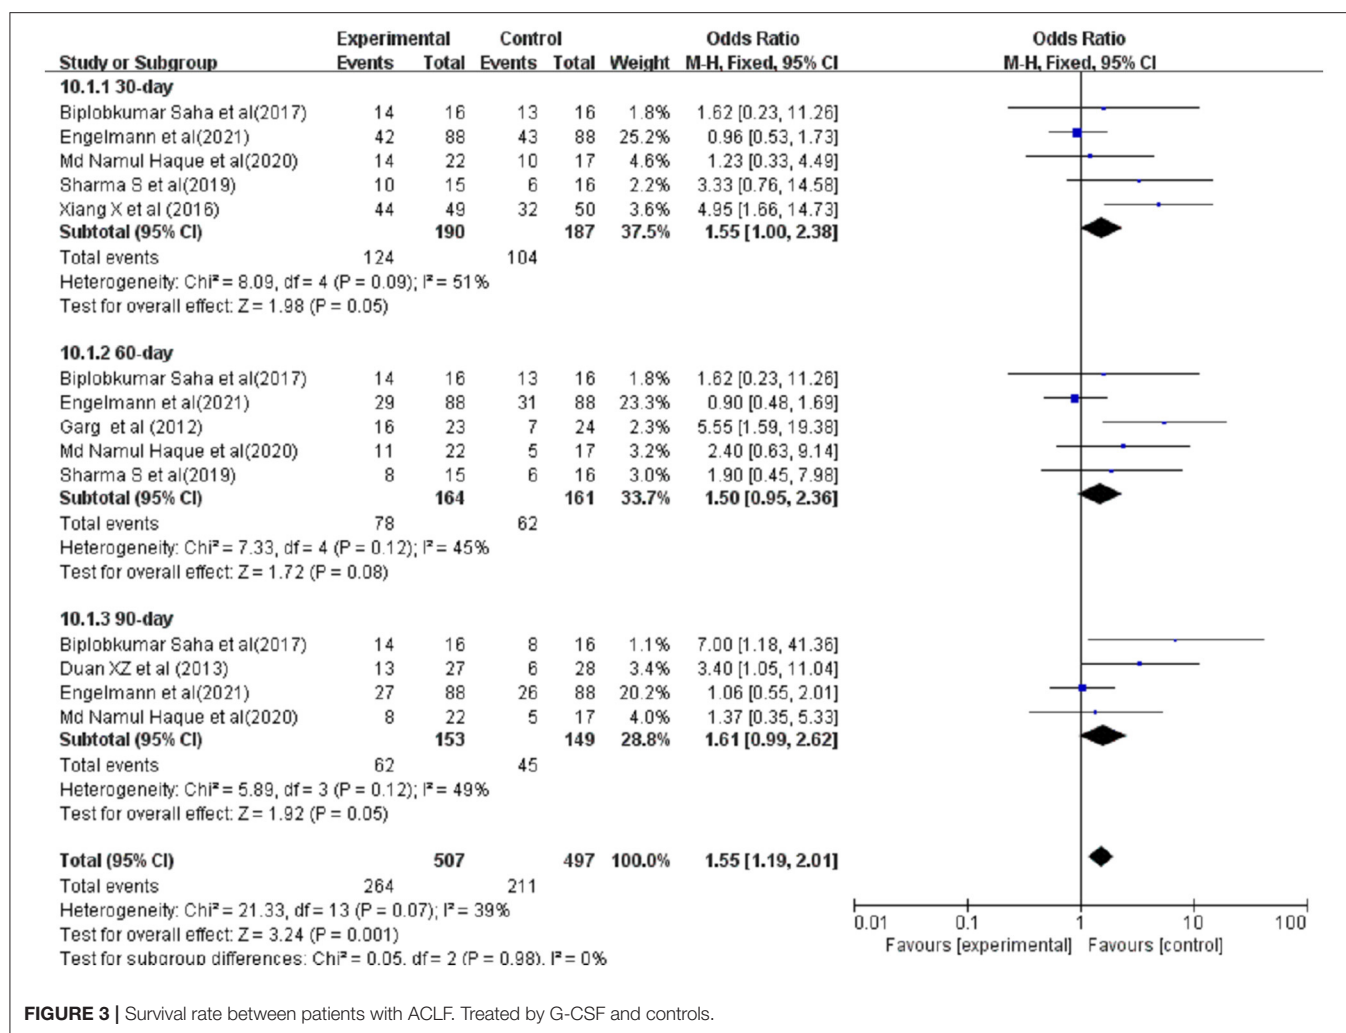 Experimental Control Odds Ratio Odds Ratio
Study or Subgroup Events Total Events Total Weight M-H, Fixed, 95% CI M-H, Fixed, 95% CI
10.1.1 30-day
Biplobkumar Saha et al(2017) 14 16 13 16 1.8% 1.62 [0.23, 11.26]
Engelmann et al(2021) 42 88 43 88 25.2% 0.96 [0.53, 1.73]
Md Namul Haque et al(2020) 14 22 10 17 4.6% 1.23 [0.33, 4.49]
Sharma S et al(2019) 10 15 6 16 2.2% 3.33 [0.76, 14.58]
Xiang X et al (2016) 44 49 32 50 3.6% 4.95 [1.66, 14.73]
Subtotal (95% CI) 190 187 37.5% 1.55 [1.00, 2.38]
Total events 124 104
Heterogeneity: Chi² = 8.09, df = 4 (P = 0.09); I² = 51%
Test for overall effect: Z = 1.98 (P = 0.05)
10.1.2 60-day
Biplobkumar Saha et al(2017) 14 16 13 16 1.8% 1.62 [0.23, 11.26]
Engelmann et al(2021) 29 88 31 88 23.3% 0.90 [0.48, 1.69]
Garg et al (2012) 16 23 7 24 2.3% 5.55 [1.59, 19.38]
Md Namul Haque et al(2020) 11 22 5 17 3.2% 2.40 [0.63, 9.14]
Sharma S et al(2019) 8 15 6 16 3.0% 1.90 [0.45, 7.98]
Subtotal (95% CI) 164 161 33.7% 1.50 [0.95, 2.36]
Total events 78 62
Heterogeneity: Chi² = 7.33, df = 4 (P = 0.12); I² = 45%
Test for overall effect: Z = 1.72 (P = 0.08)
10.1.3 90-day
Biplobkumar Saha et al(2017) 14 16 8 16 1.1% 7.00 [1.18, 41.36]
Duan XZ et al (2013) 13 27 6 28 3.4% 3.40 [1.05, 11.04]
Engelmann et al(2021) 27 88 26 88 20.2% 1.06 [0.55, 2.01]
Md Namul Haque et al(2020) 8 22 5 17 4.0% 1.37 [0.35, 5.33]
Subtotal (95% CI) 153 149 28.8% 1.61 [0.99, 2.62]
Total events 62 45
Heterogeneity: Chi² = 5.89, df = 3 (P = 0.12); I² = 49%
Test for overall effect: Z = 1.92 (P = 0.05)
Total (95% CI) 507 497 100.0% 1.55 [1.19, 2.01]
Total events 264 211
Heterogeneity: Chi² = 21.33, df = 13 (P = 0.07); I² = 39%
Test for overall effect: Z = 3.24 (P = 0.001)
Test for subgroup differences: Chi² = 0.05. df = 2 (P = 0.98). I² = 0%
0.01 0.1 1 10 100
Favours [experimental] Favours [control]
FIGURE 3 | Survival rate between patients with ACLF. Treated by G-CSF and controls.